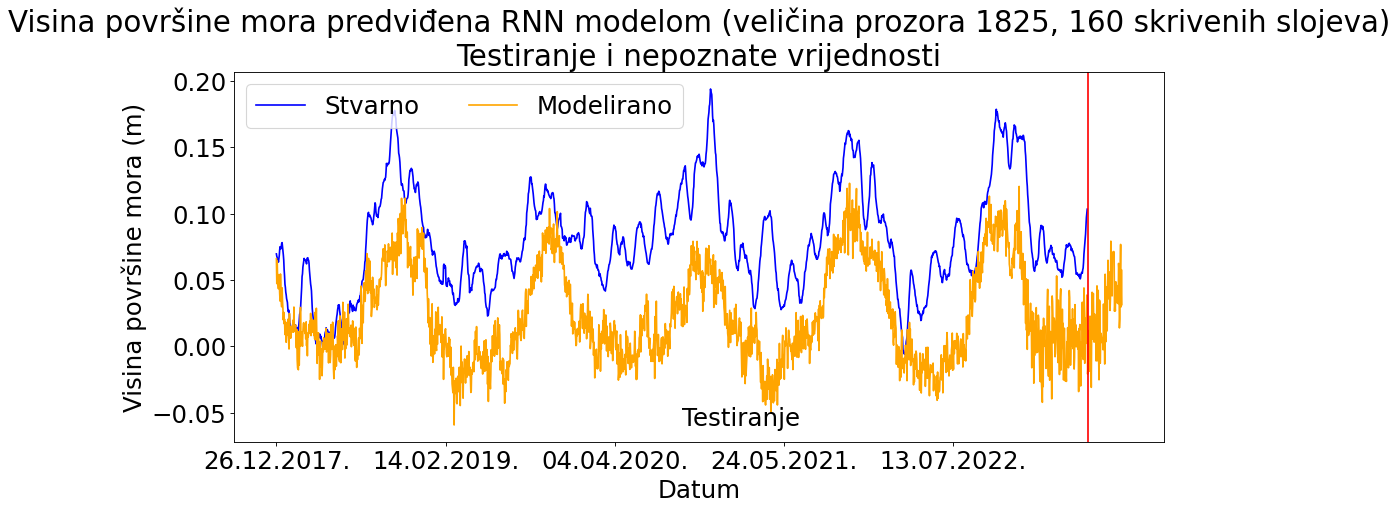 Visina površine mora predviđena RNN modelom (veličina prozora 1825, 160 skrivenih slojeva)
Testiranje i nepoznate vrijednosti
Stvarno
Modelirano
0.20
0.15
0.10
0.05
0.00
−0.05
Visina površine mora (m)
Testiranje
26.12.2017.
14.02.2019.
04.04.2020.
24.05.2021.
13.07.2022.
Datum